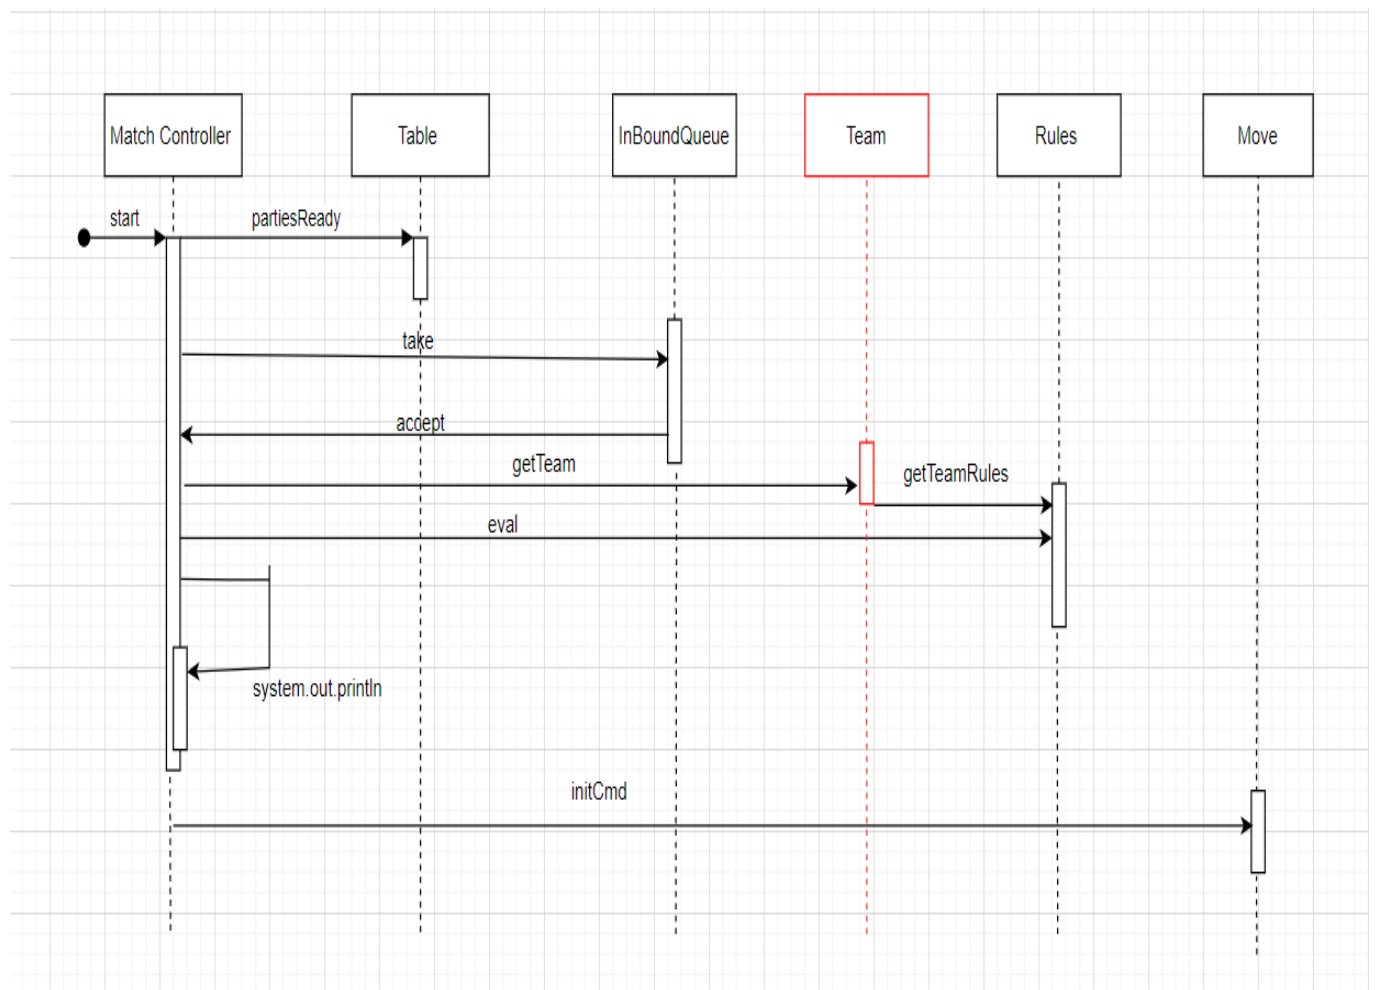 Match Controller
Table
InBoundQueue
Team
Rules
Move
start
partiesReady
take
accept
getTeam
getTeamRules
eval
system.out.println
initCmd